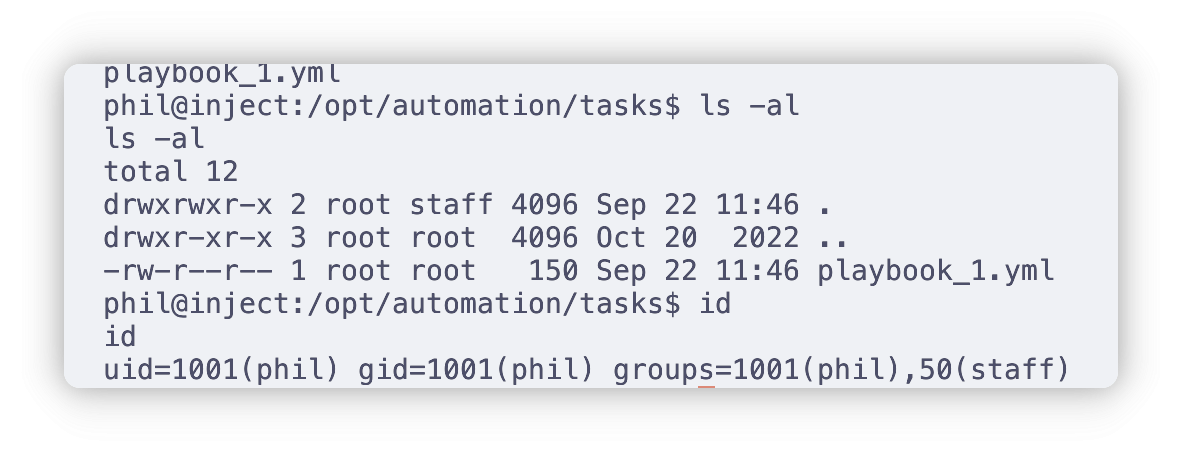 playbook_1.yml
phil@inject:/opt/automation/tasks$ ls -al
ls -al
total 12
drwxrwxr-x 2 root staff 4096 Sep 22 11:46 .
drwxr-xr-x 3 root root  4096 Oct 20  2022 ..
-rw-r--r-- 1 root root   150 Sep 22 11:46 playbook_1.yml
phil@inject:/opt/automation/tasks$ id
id
uid=1001(phil) gid=1001(phil) groups=1001(phil),50(staff)